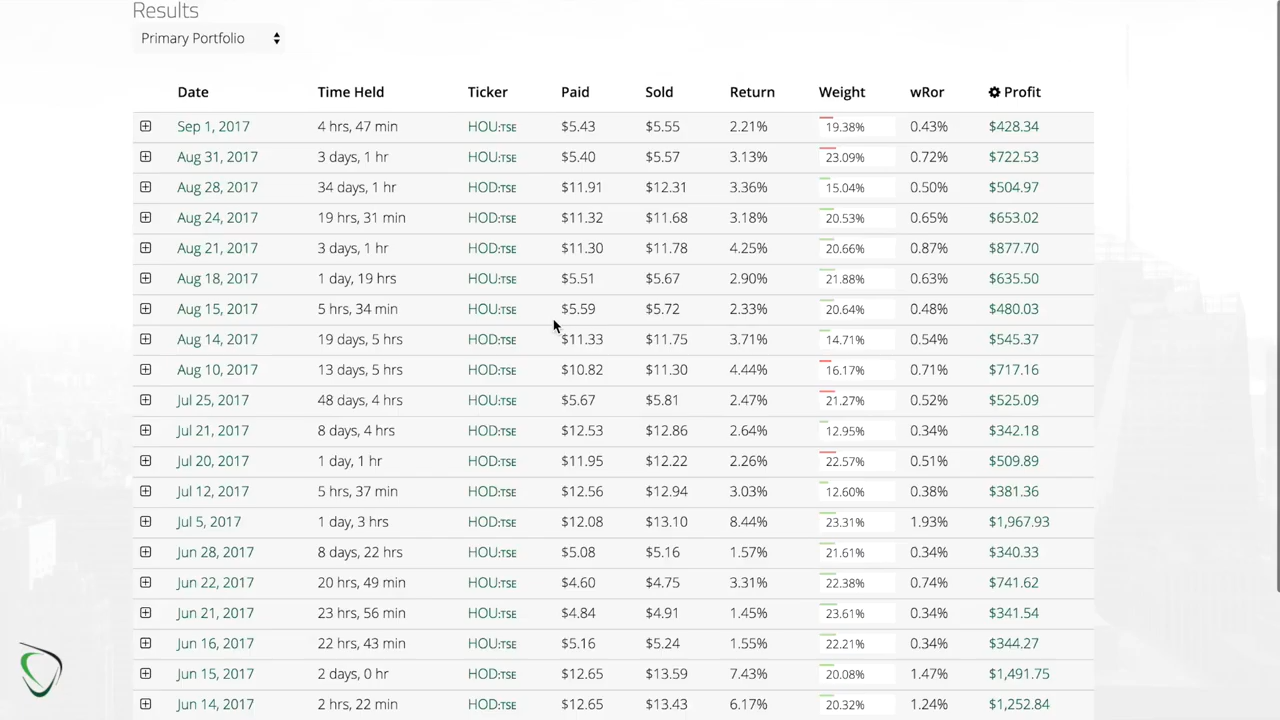 Results
Primary Portfolio
Date Time Held Ticker Paid Sold Return Weight wRor Profit
Sep 1, 2017 4 hrs, 47 min HOU:TSE $5.43 $5.55 2.21% 19.38% 0.43% $428.34
Aug 31, 2017 3 days, 1 hr HOU:TSE $5.40 $5.57 3.13% 23.09% 0.72% $722.53
Aug 28, 2017 34 days, 1 hr HOD:TSE $11.91 $12.31 3.36% 15.04% 0.50% $504.97
Aug 24, 2017 19 hrs, 31 min HOD:TSE $11.32 $11.68 3.18% 20.53% 0.65% $653.02
Aug 21, 2017 3 days, 1 hr HOD:TSE $11.30 $11.78 4.25% 20.66% 0.87% $877.70
Aug 18, 2017 1 day, 19 hrs HOU:TSE $5.51 $5.67 2.90% 21.88% 0.63% $635.50
Aug 15, 2017 5 hrs, 34 min HOU:TSE $5.59 $5.72 2.33% 20.64% 0.48% $480.03
Aug 14, 2017 19 days, 5 hrs HOD:TSE $11.33 $11.75 3.71% 14.71% 0.54% $545.37
Aug 10, 2017 13 days, 5 hrs HOD:TSE $10.82 $11.30 4.44% 16.17% 0.71% $717.16
Jul 25, 2017 48 days, 4 hrs HOU:TSE $5.67 $5.81 2.47% 21.27% 0.52% $525.09
Jul 21, 2017 8 days, 4 hrs HOD:TSE $12.53 $12.86 2.64% 12.95% 0.34% $342.18
Jul 20, 2017 1 day, 1 hr HOD:TSE $11.95 $12.22 2.26% 22.57% 0.51% $509.89
Jul 12, 2017 5 hrs, 37 min HOD:TSE $12.56 $12.94 3.03% 12.60% 0.38% $381.36
Jul 5, 2017 1 day, 3 hrs HOD:TSE $12.08 $13.10 8.44% 23.31% 1.93% $1,967.93
Jun 28, 2017 8 days, 22 hrs HOU:TSE $5.08 $5.16 1.57% 21.61% 0.34% $340.33
Jun 22, 2017 20 hrs, 49 min HOU:TSE $4.60 $4.75 3.31% 22.38% 0.74% $741.62
Jun 21, 2017 23 hrs, 56 min HOU:TSE $4.84 $4.91 1.45% 23.61% 0.34% $341.54
Jun 16, 2017 22 hrs, 43 min HOU:TSE $5.16 $5.24 1.55% 22.21% 0.34% $344.27
Jun 15, 2017 2 days, 0 hr HOD:TSE $12.65 $13.59 7.43% 20.08% 1.47% $1,491.75
Jun 14, 2017 2 hrs, 22 min HOD:TSE $12.65 $13.43 6.17% 20.32% 1.24% $1,252.84